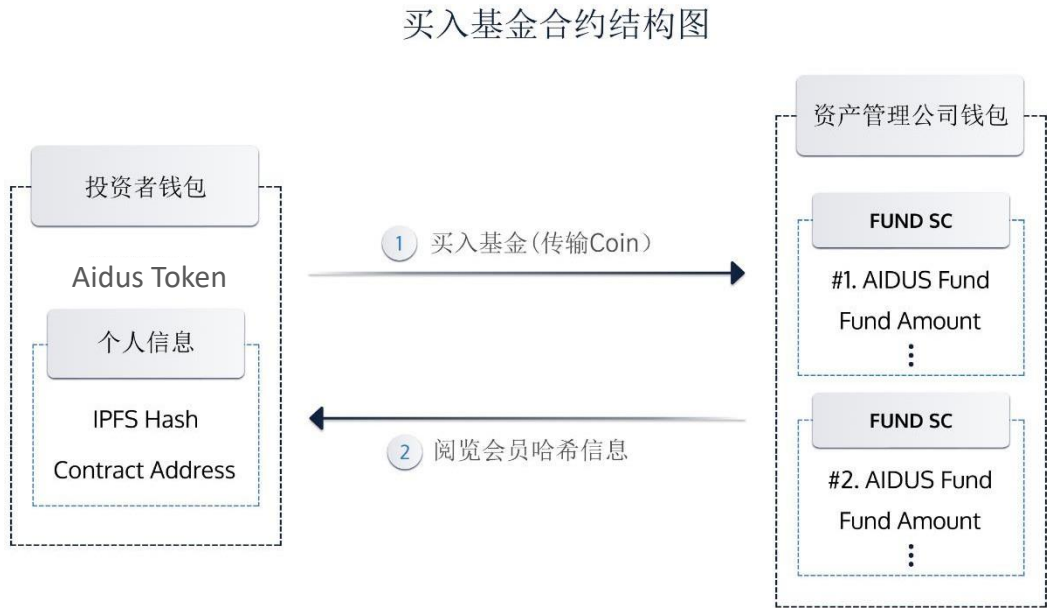 买入基金合约结构图
投资者钱包
Aidus Token
个人信息
IPFS Hash
Contract Address
1 买入基金(传输Coin）
2 阅览会员哈希信息
资产管理公司钱包
FUND SC
#1. AIDUS Fund
Fund Amount
⋮
FUND SC
#2. AIDUS Fund
Fund Amount
⋮